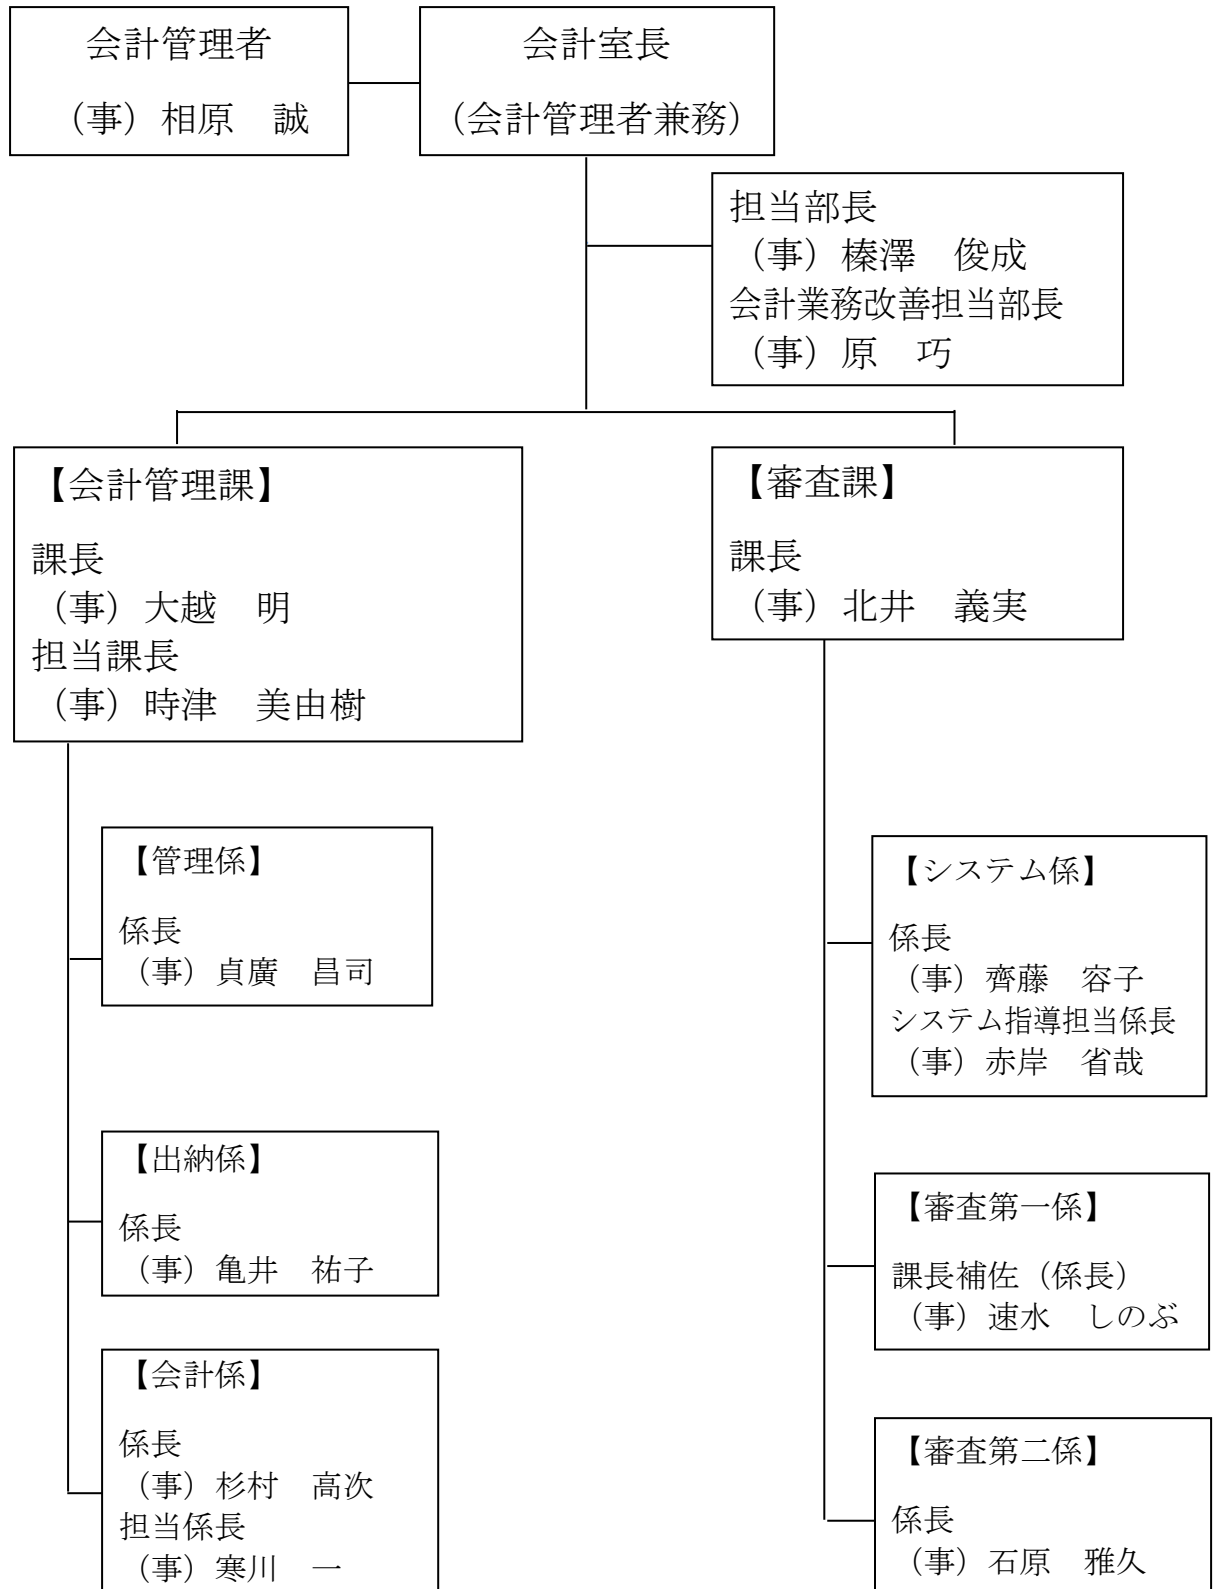 会計管理者
（事）相原　誠
会計室長
（会計管理者兼務）
担当部長
（事）榛澤　俊成
会計業務改善担当部長
（事）原　巧
【会計管理課】
課長
（事）大越　明
担当課長
（事）時津　美由樹
【審査課】
課長
（事）北井　義実
【管理係】
係長
（事）貞廣　昌司
【出納係】
係長
（事）亀井　祐子
【会計係】
係長
（事）杉村　高次
担当係長
（事）寒川　一
【システム係】
係長
（事）齊藤　容子
システム指導担当係長
（事）赤岸　省哉
【審査第一係】
課長補佐（係長）
（事）速水　しのぶ
【審査第二係】
係長
（事）石原　雅久